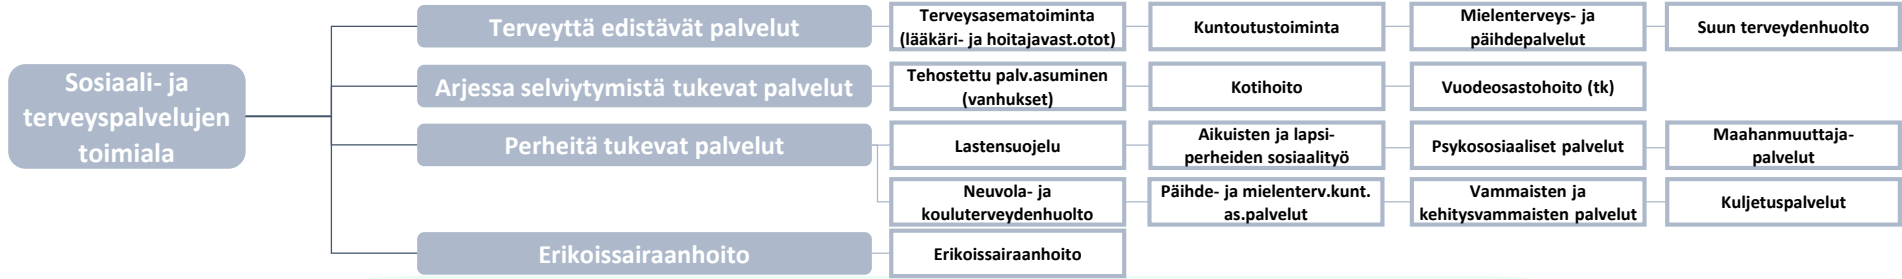 Sosiaali- ja
terveyspalvelujen
toimiala
Terveyttä edistävät palvelut
Terveysasematoiminta
(lääkäri- ja hoitajavast.otot)
Kuntoutustoiminta
Mielenterveys- ja
päihdepalvelut
Suun terveydenhuolto
Arjessa selviytymistä tukevat palvelut
Tehostettu palv.asuminen
(vanhukset)
Kotihoito
Vuodeosastohoito (tk)
Perheitä tukevat palvelut
Lastensuojelu
Aikuisten ja lapsi-
perheiden sosiaalityö
Psykososiaaliset palvelut
Maahanmuuttaja-
palvelut
Neuvola- ja
kouluterveydenhuolto
Päihde- ja mielenterv.kunt.
as.palvelut
Vammaisten ja
kehitysvammaisten palvelut
Kuljetuspalvelut
Erikoissairaanhoito
Erikoissairaanhoito